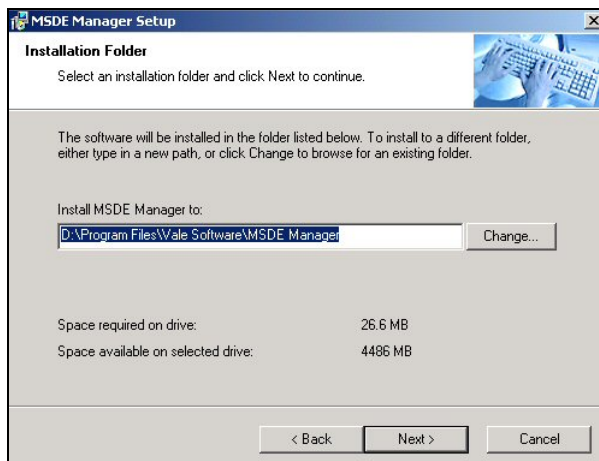 MSDE Manager Setup
Installation Folder
Select an installation folder and click Next to continue.
The software will be installed in the folder listed below. To install to a different folder,
either type in a new path, or click Change to browse for an existing folder.
Install MSDE Manager to:
D:\Program Files\Vale Software\MSDE Manager
Change...
Space required on drive: 26.6 MB
Space available on selected drive: 4486 MB
< Back Next > Cancel